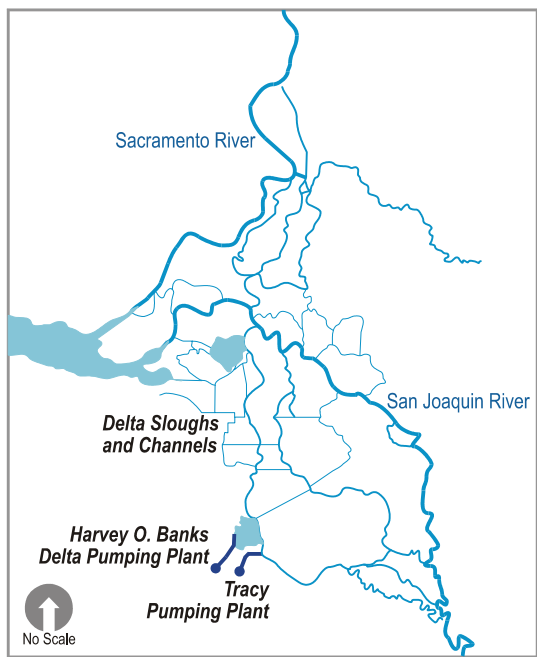 Sacramento River
San Joaquin River
Delta Sloughs
and Channels
Harvey O. Banks
Delta Pumping Plant
Tracy
Pumping Plant
No Scale